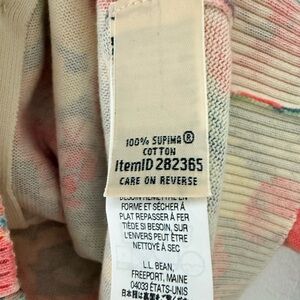 100% SUPIMA®
COTTON
ItemID 282365
CARE ON REVERSE
FORME ET SÉCHER À
PLAT REPASSER À FER
TIÈDE SI BESOIN, SUR
L'ENVERS PEUT ÊTRE
NETTOYÉ À SEC
L.L. BEAN,
FREEPORT, MAINE
04033 ÉTATS-UNIS